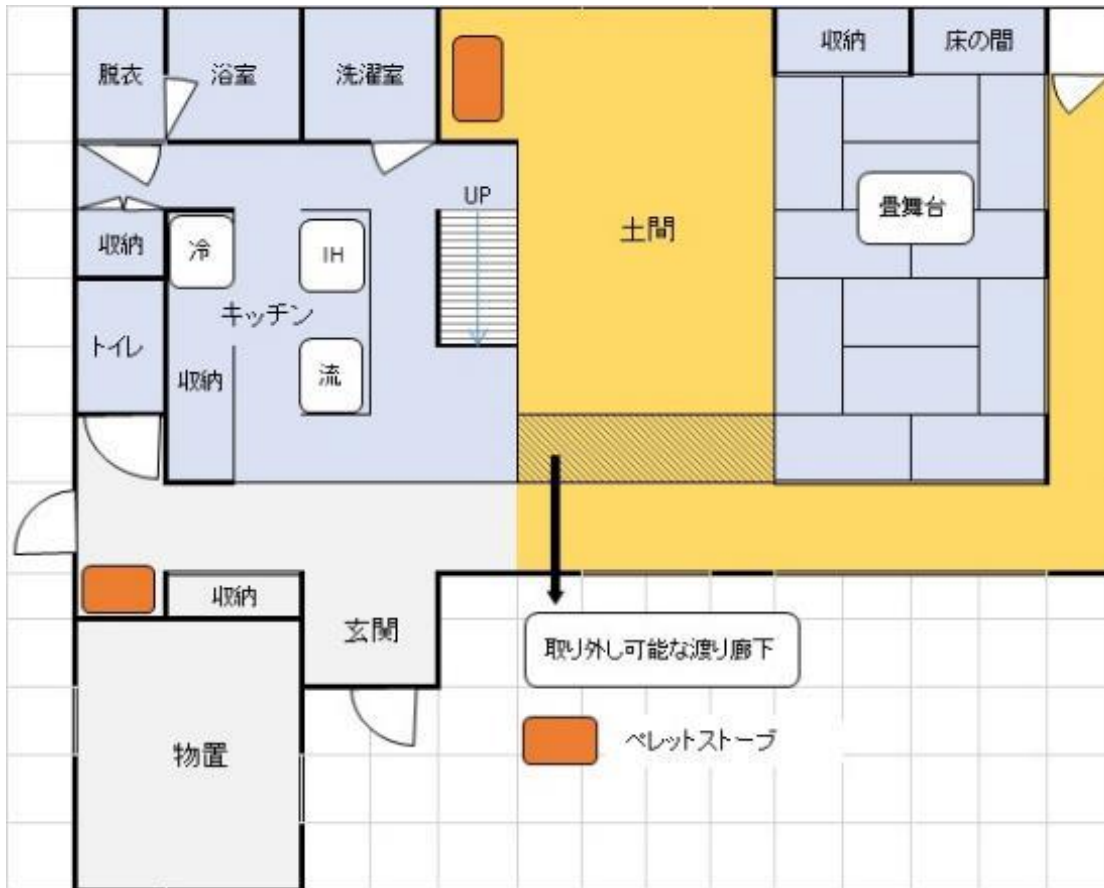 脱衣
浴室
洗濯室
収納
床の間
UP
畳舞台
土間
収納
冷
IH
キッチン
トイレ
収納
流
収納
玄関
取り外し可能な渡り廊下
物置
ペレットストーブ